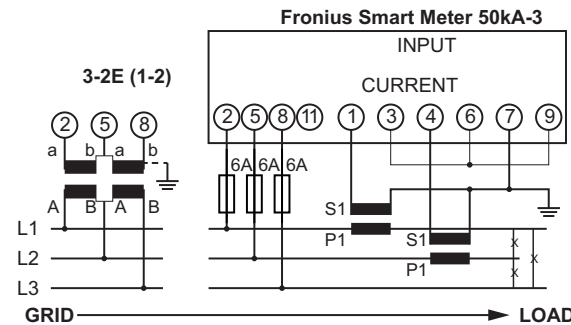 Fronius Smart Meter 50kA-3
INPUT
3-2E (1-2)
CURRENT
2 5 8
2 5 8 11 1 3 4 6 7 9
a b a b
6A 6A 6A
A B A B
S1
L1
P1
S1
x
L2
x
P1
x
L3
GRID
LOAD